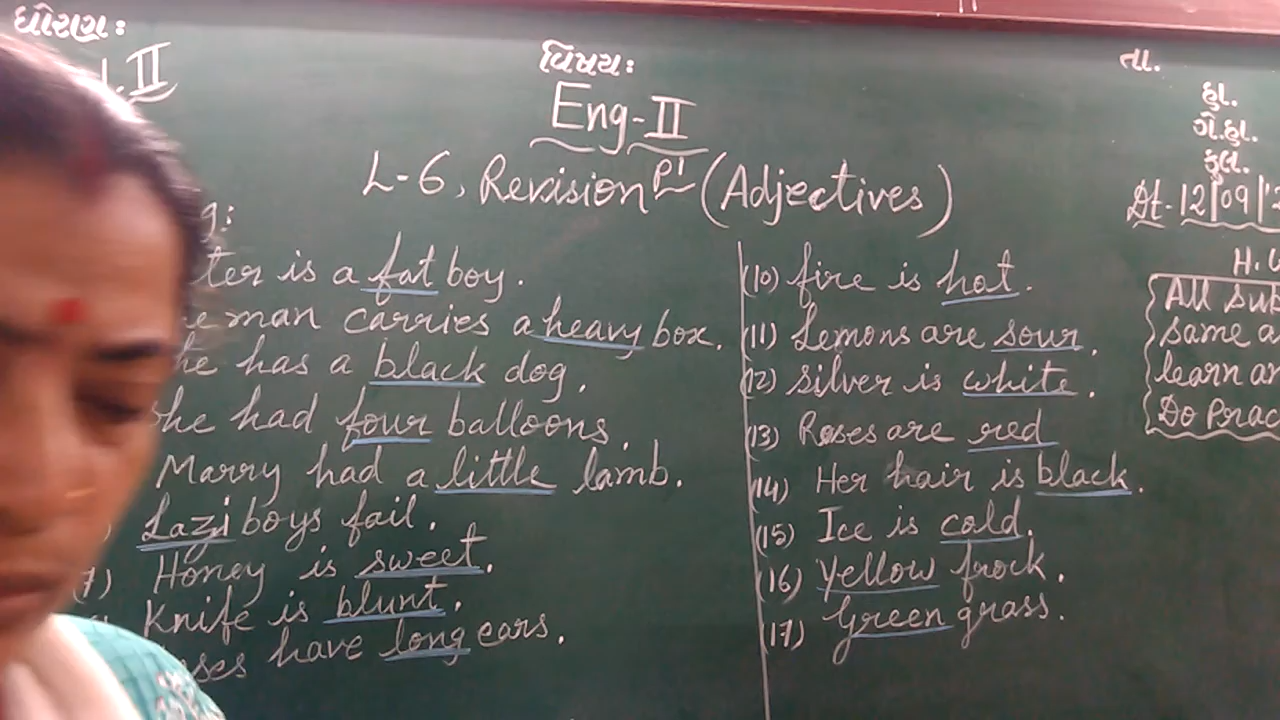 ધોરણ:
II
વિષય:
Eng-II
તા.
હા.
ગે.હા.
કુલ.
Dt-12/09/'
L-6, Revision P1 (Adjectives)
g:
ter is a fat boy.
e man carries a heavy box.
he has a black dog.
he had four balloons.
Marry had a little lamb.
) Lazi boys fail.
7) Honey is sweet.
Knife is blunt.
ses have long ears.
(10) fire is hot.
(11) Lemons are sour.
(12) silver is white.
(13) Roses are red
(14) Her hair is black.
(15) Ice is cold.
(16) Yellow frock.
(17) Green grass.
H.
All sub
same a
learn an
Do Prac